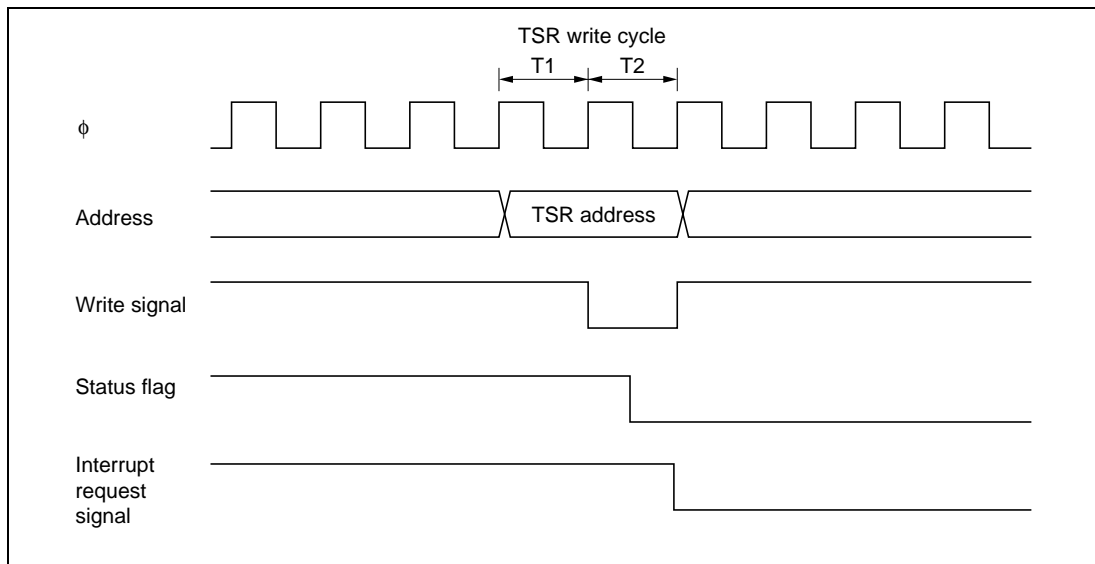 TSR write cycle
T1 T2
ϕ
Address
TSR address
Write signal
Status flag
Interrupt
request
signal